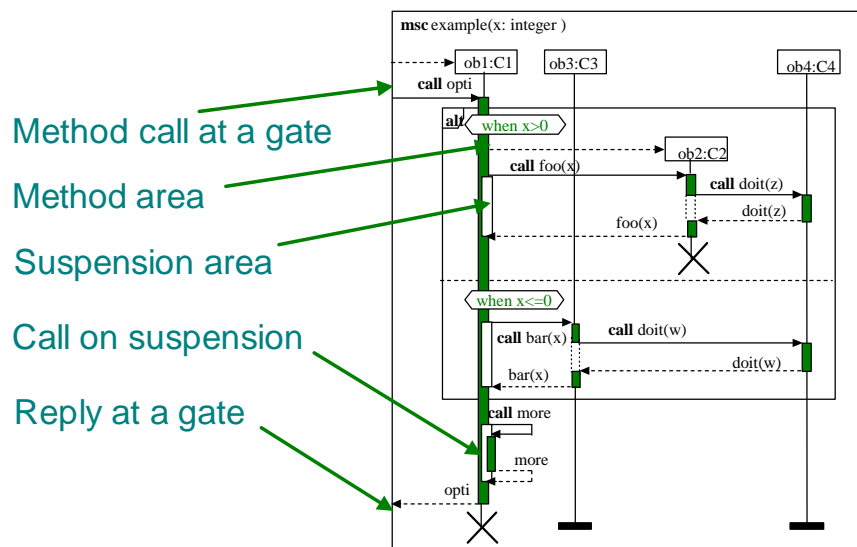 msc example(x: integer )
ob1:C1
ob3:C3
ob4:C4
call opti
Method call at a gate
alt
when x>0
ob2:C2
Method area
call foo(x)
call doit(z)
doit(z)
foo(x)
Suspension area
when x<=0
Call on suspension
call bar(x)
call doit(w)
doit(w)
bar(x)
Reply at a gate
call more
more
opti